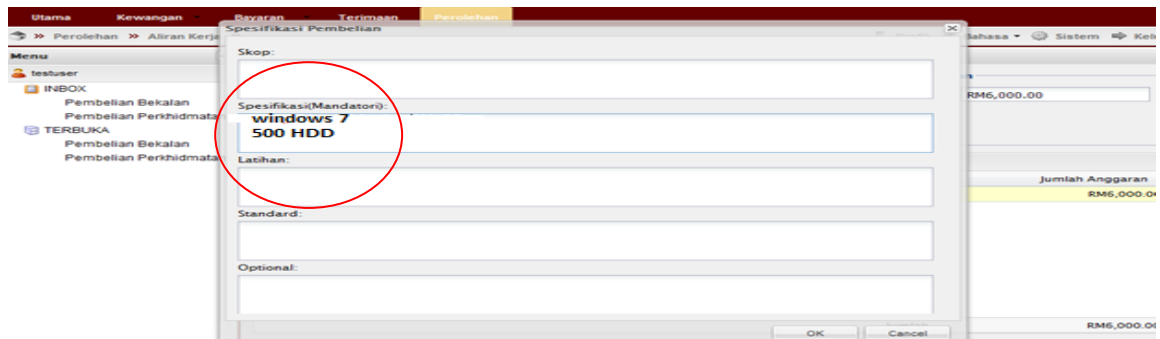 Utama Kewangan Bayaran Terimaan Perolehan
» Perolehan » Aliran Kerja
Bahasa Sistem
Spesifikasi Pembelian
Menu
testuser
INBOX
Pembelian Bekalan
Pembelian Perkhidmata
TERBUKA
Pembelian Bekalan
Pembelian Perkhidmata
Skop:
Spesifikasi(Mandatori):
windows 7
500 HDD
Latihan:
Standard:
Optional:
OK Cancel
RM6,000.00
Jumlah Anggaran
RM6,000.0
RM6,000.00